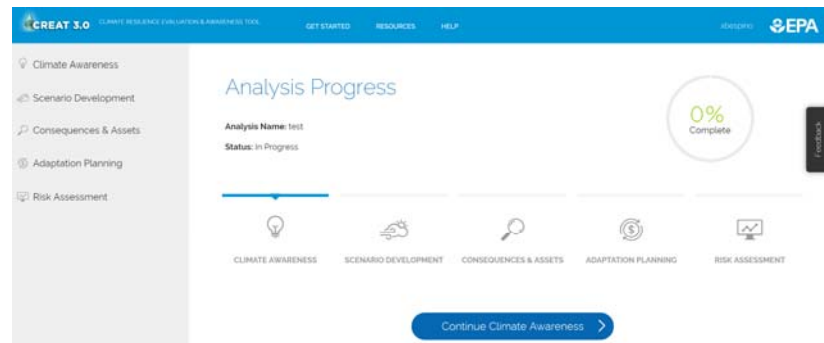 CREAT 3.0 CLIMATE RESILIENCE EVALUATION & AWARENESS TOOL GET STARTED RESOURCES HELP EPA
Climate Awareness
Scenario Development
Consequences & Assets
Adaptation Planning
Risk Assessment
Analysis Progress
Analysis Name: test
Status: In Progress
0%
Complete
Feedback
CLIMATE AWARENESS SCENARIO DEVELOPMENT CONSEQUENCES & ASSETS ADAPTATION PLANNING RISK ASSESSMENT
Continue Climate Awareness